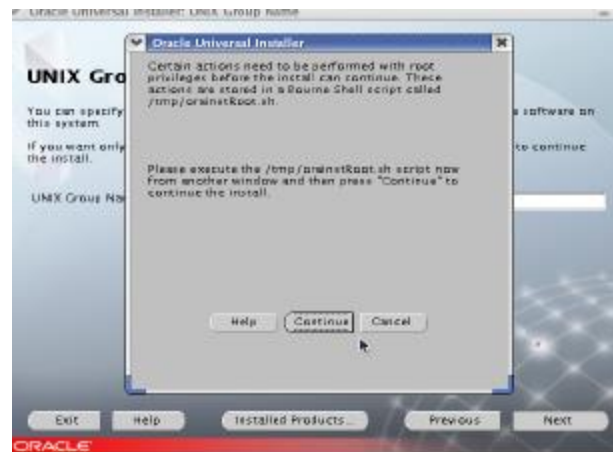 Oracle Universal Installer: UNIX Group Name
Oracle Universal Installer
Certain actions need to be performed with root
privileges before the install can continue. These
actions are stored in a Bourne Shell script called
/tmp/orainstRoot.sh.
UNIX Gro
You can specify
software on
this system
If you want only
to continue
the install.
Please execute the /tmp/orainstRoot.sh script now
from another window and then press "Continue" to
continue the install.
UNIX Group Na
Help Continue Cancel
Exit Help Installed Products... Previous Next
ORACLE